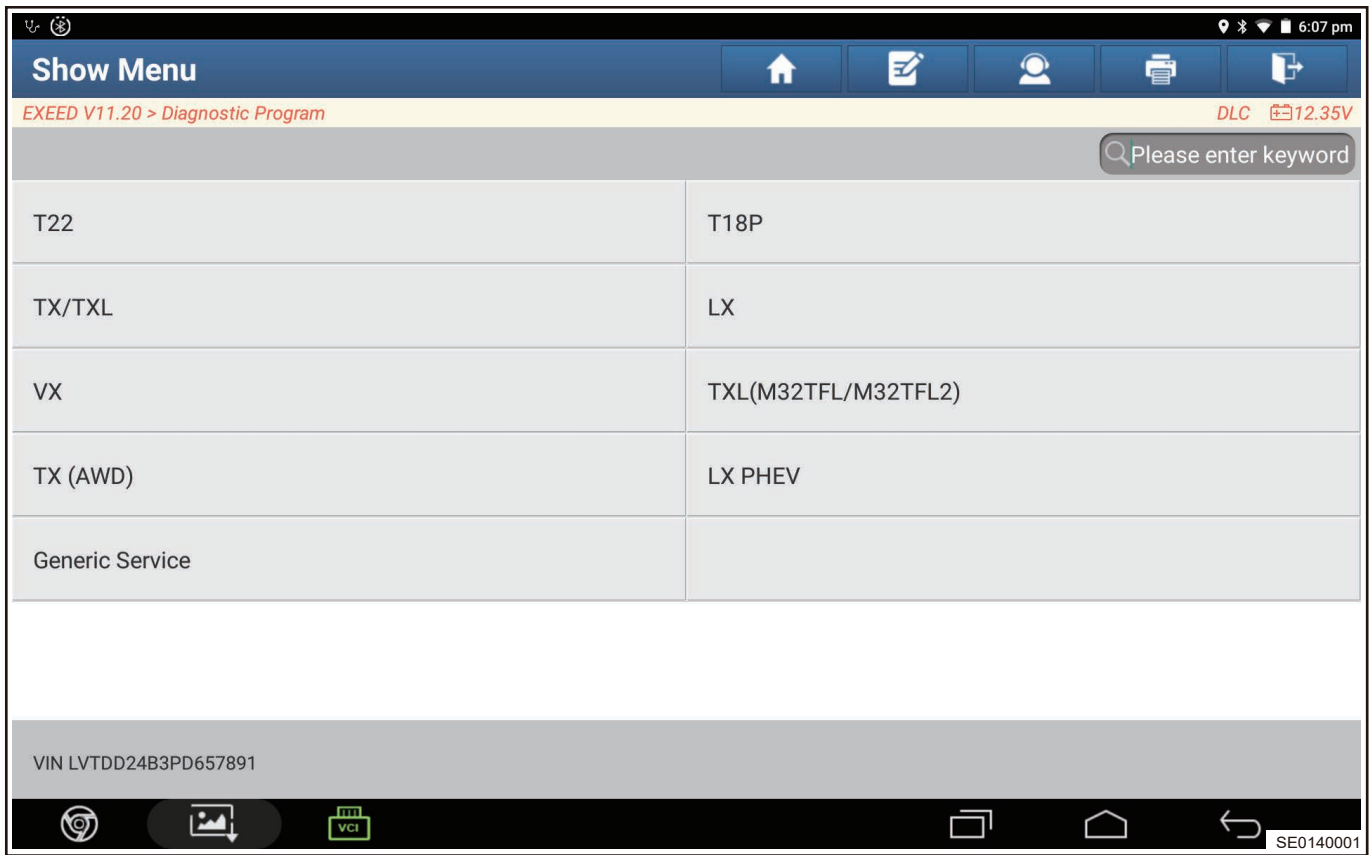 6:07 pm
Show Menu
EXEED V11.20 > Diagnostic Program
DLC 12.35V
Please enter keyword
T22
T18P
TX/TXL
LX
VX
TXL(M32TFL/M32TFL2)
TX (AWD)
LX PHEV
Generic Service
VIN LVTDD24B3PD657891
VCI
SE0140001